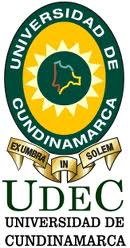 UNIVERSIDAD DE
CUNDINAMARCA
EXUMBRA IN SOLEM
UDEC
UNIVERSIDAD DE
CUNDINAMARCA